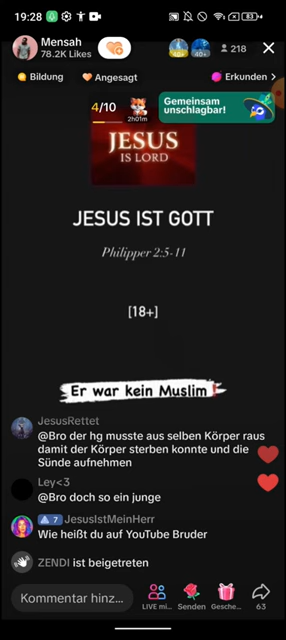 19:28
83
Mensah
78.2K Likes
40+
218
Bildung
Angesagt
Erkunden
4/10
2h01m
Gemeinsam
unschlagbar!
JESUS
IS LORD
JESUS IST GOTT
Philipper 2:5-11
[18+]
Er war kein Muslim❗
JesusRettet
@Bro der hg musste aus selben Körper raus
damit der Körper sterben konnte und die
Sünde aufnehmen
Ley<3
@Bro doch so ein junge
7 JesusIstMeinHerr
Wie heißt du auf YouTube Bruder
ZENDI ist beigetreten
Kommentar hinz...
LIVE mi...
Senden
Gesche...
63